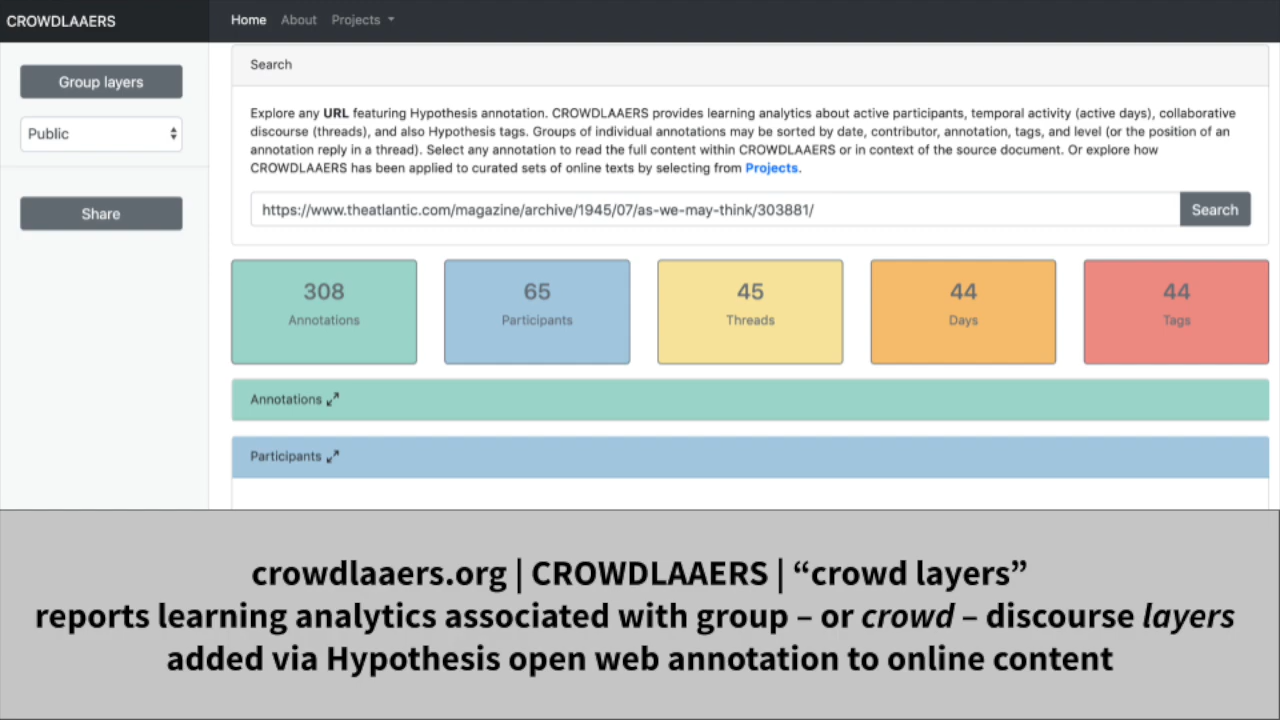 CROWDLAAERS
Home About Projects
Group layers
Public
Share
Search
Explore any URL featuring Hypothesis annotation. CROWDLAAERS provides learning analytics about active participants, temporal activity (active days), collaborative
discourse (threads), and also Hypothesis tags. Groups of individual annotations may be sorted by date, contributor, annotation, tags, and level (or the position of an
annotation reply in a thread). Select any annotation to read the full content within CROWDLAAERS or in context of the source document. Or explore how
CROWDLAAERS has been applied to curated sets of online texts by selecting from Projects.
https://www.theatlantic.com/magazine/archive/1945/07/as-we-may-think/303881/
Search
308
Annotations
65
Participants
45
Threads
44
Days
44
Tags
Annotations
Participants
crowdlaaers.org | CROWDLAAERS | “crowd layers”
reports learning analytics associated with group – or crowd – discourse layers
added via Hypothesis open web annotation to online content